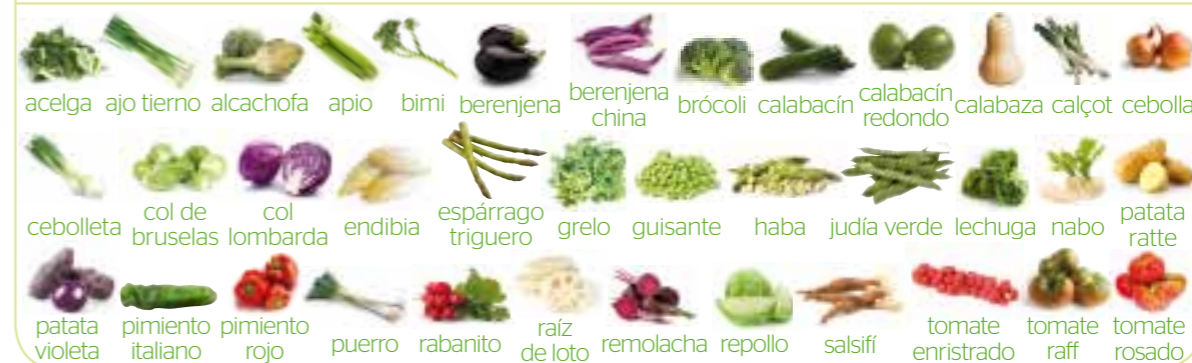 acelga ajo tierno alcachofa apio bimi berenjena berenjena china brócoli calabacín calabacín redondo calabaza calçot cebolla
cebolleta col de bruselas col lombarda endibia espárrago triguero grelo guisante haba judía verde lechuga nabo patata ratte
patata violeta pimiento italiano pimiento rojo puerro rabanito raíz de loto remolacha repollo salsifí tomate enristrado tomate raff tomate rosado